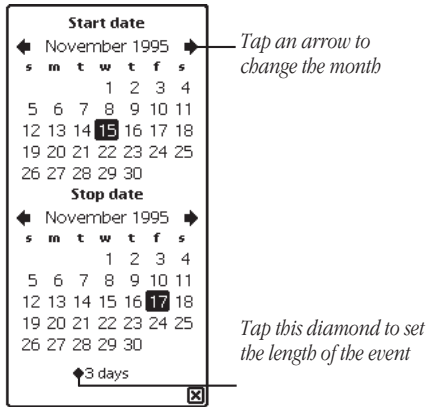 Start date
November 1995
s m t w t f s
1 2 3 4
5 6 7 8 9 10 11
12 13 14 15 16 17 18
19 20 21 22 23 24 25
26 27 28 29 30
Stop date
November 1995
s m t w t f s
1 2 3 4
5 6 7 8 9 10 11
12 13 14 15 16 17 18
19 20 21 22 23 24 25
26 27 28 29 30
3 days
Tap an arrow to
change the month
Tap this diamond to set
the length of the event